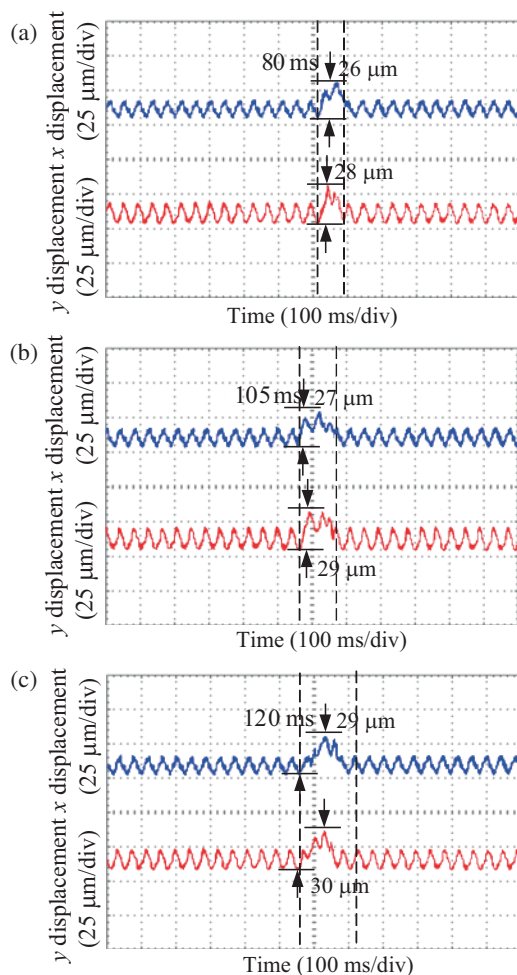 (a)
80 ms
26 μm
28 μm
y displacement x displacement
(25 μm/div) (25 μm/div)
Time (100 ms/div)
(b)
105 ms
27 μm
29 μm
y displacement x displacement
(25 μm/div) (25 μm/div)
Time (100 ms/div)
(c)
120 ms
29 μm
30 μm
y displacement x displacement
(25 μm/div) (25 μm/div)
Time (100 ms/div)